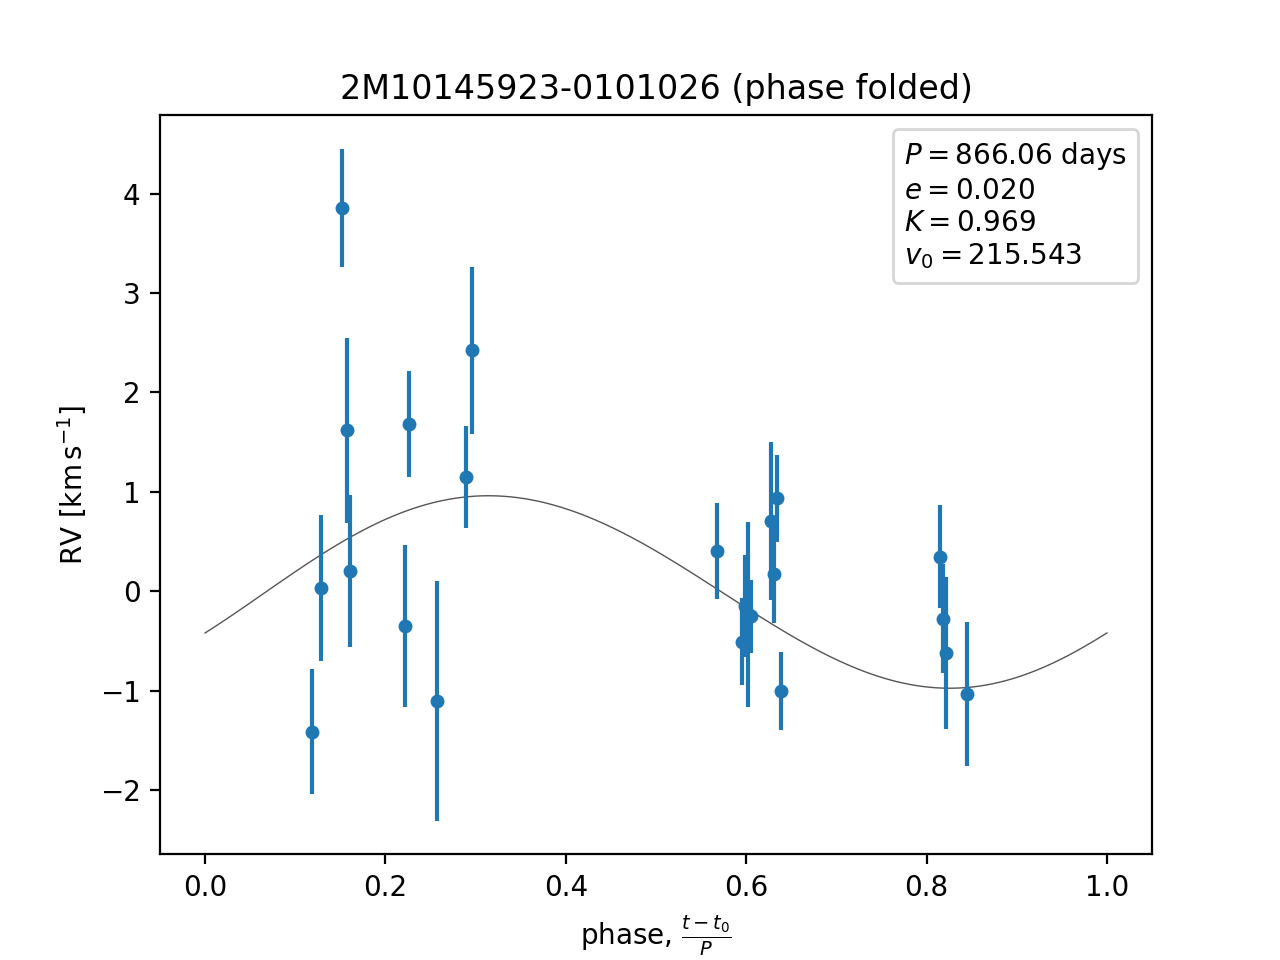 2M10145923-0101026 (phase folded)
P = 866.06 days
e = 0.020
K = 0.969
v₀ = 215.543
4
3
2
1
0
−1
−2
RV [km s⁻¹]
0.0 0.2 0.4 0.6 0.8 1.0
phase, (t − t₀)/P